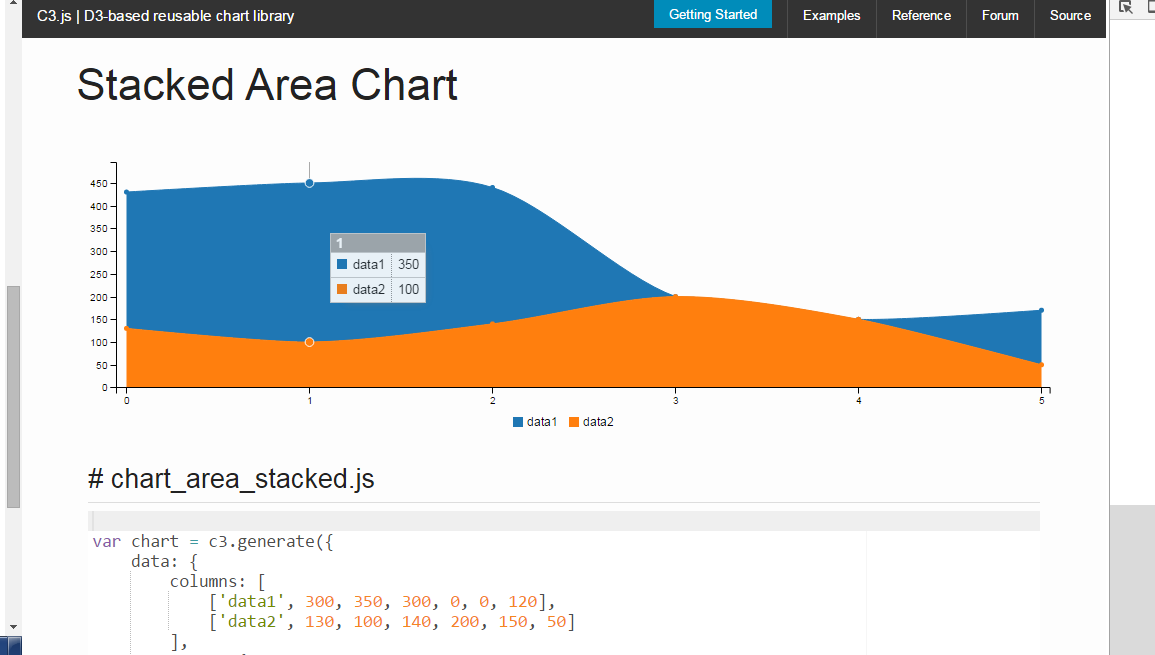 C3.js | D3-based reusable chart library
Getting Started
Examples
Reference
Forum
Source
Stacked Area Chart
450
400
350
300
250
200
150
100
50
0
1
data1 350
data2 100
0 1 2 3 4 5
data1 data2
# chart_area_stacked.js
var chart = c3.generate({
data: {
columns: [
['data1', 300, 350, 300, 0, 0, 120],
['data2', 130, 100, 140, 200, 150, 50]
],